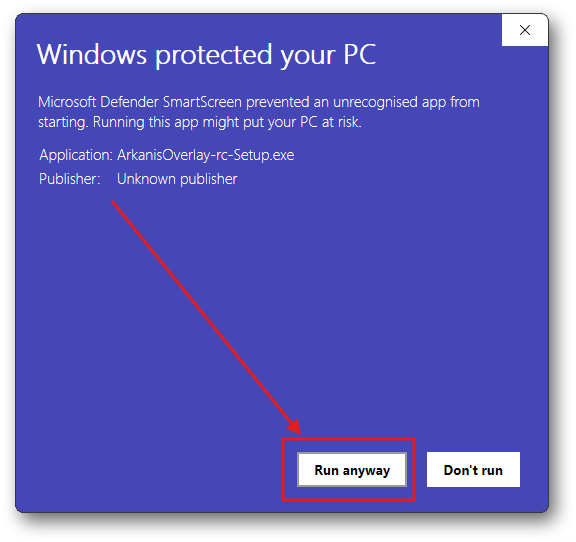 Windows protected your PC
Microsoft Defender SmartScreen prevented an unrecognised app from
starting. Running this app might put your PC at risk.
Application: ArkanisOverlay-rc-Setup.exe
Publisher: Unknown publisher
Run anyway Don't run